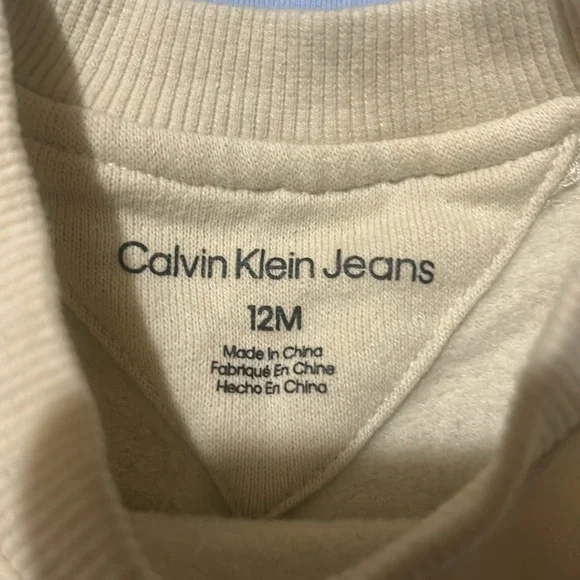 Calvin Klein Jeans
12M
Made In China
Fabriqué En Chine
Hecho En China